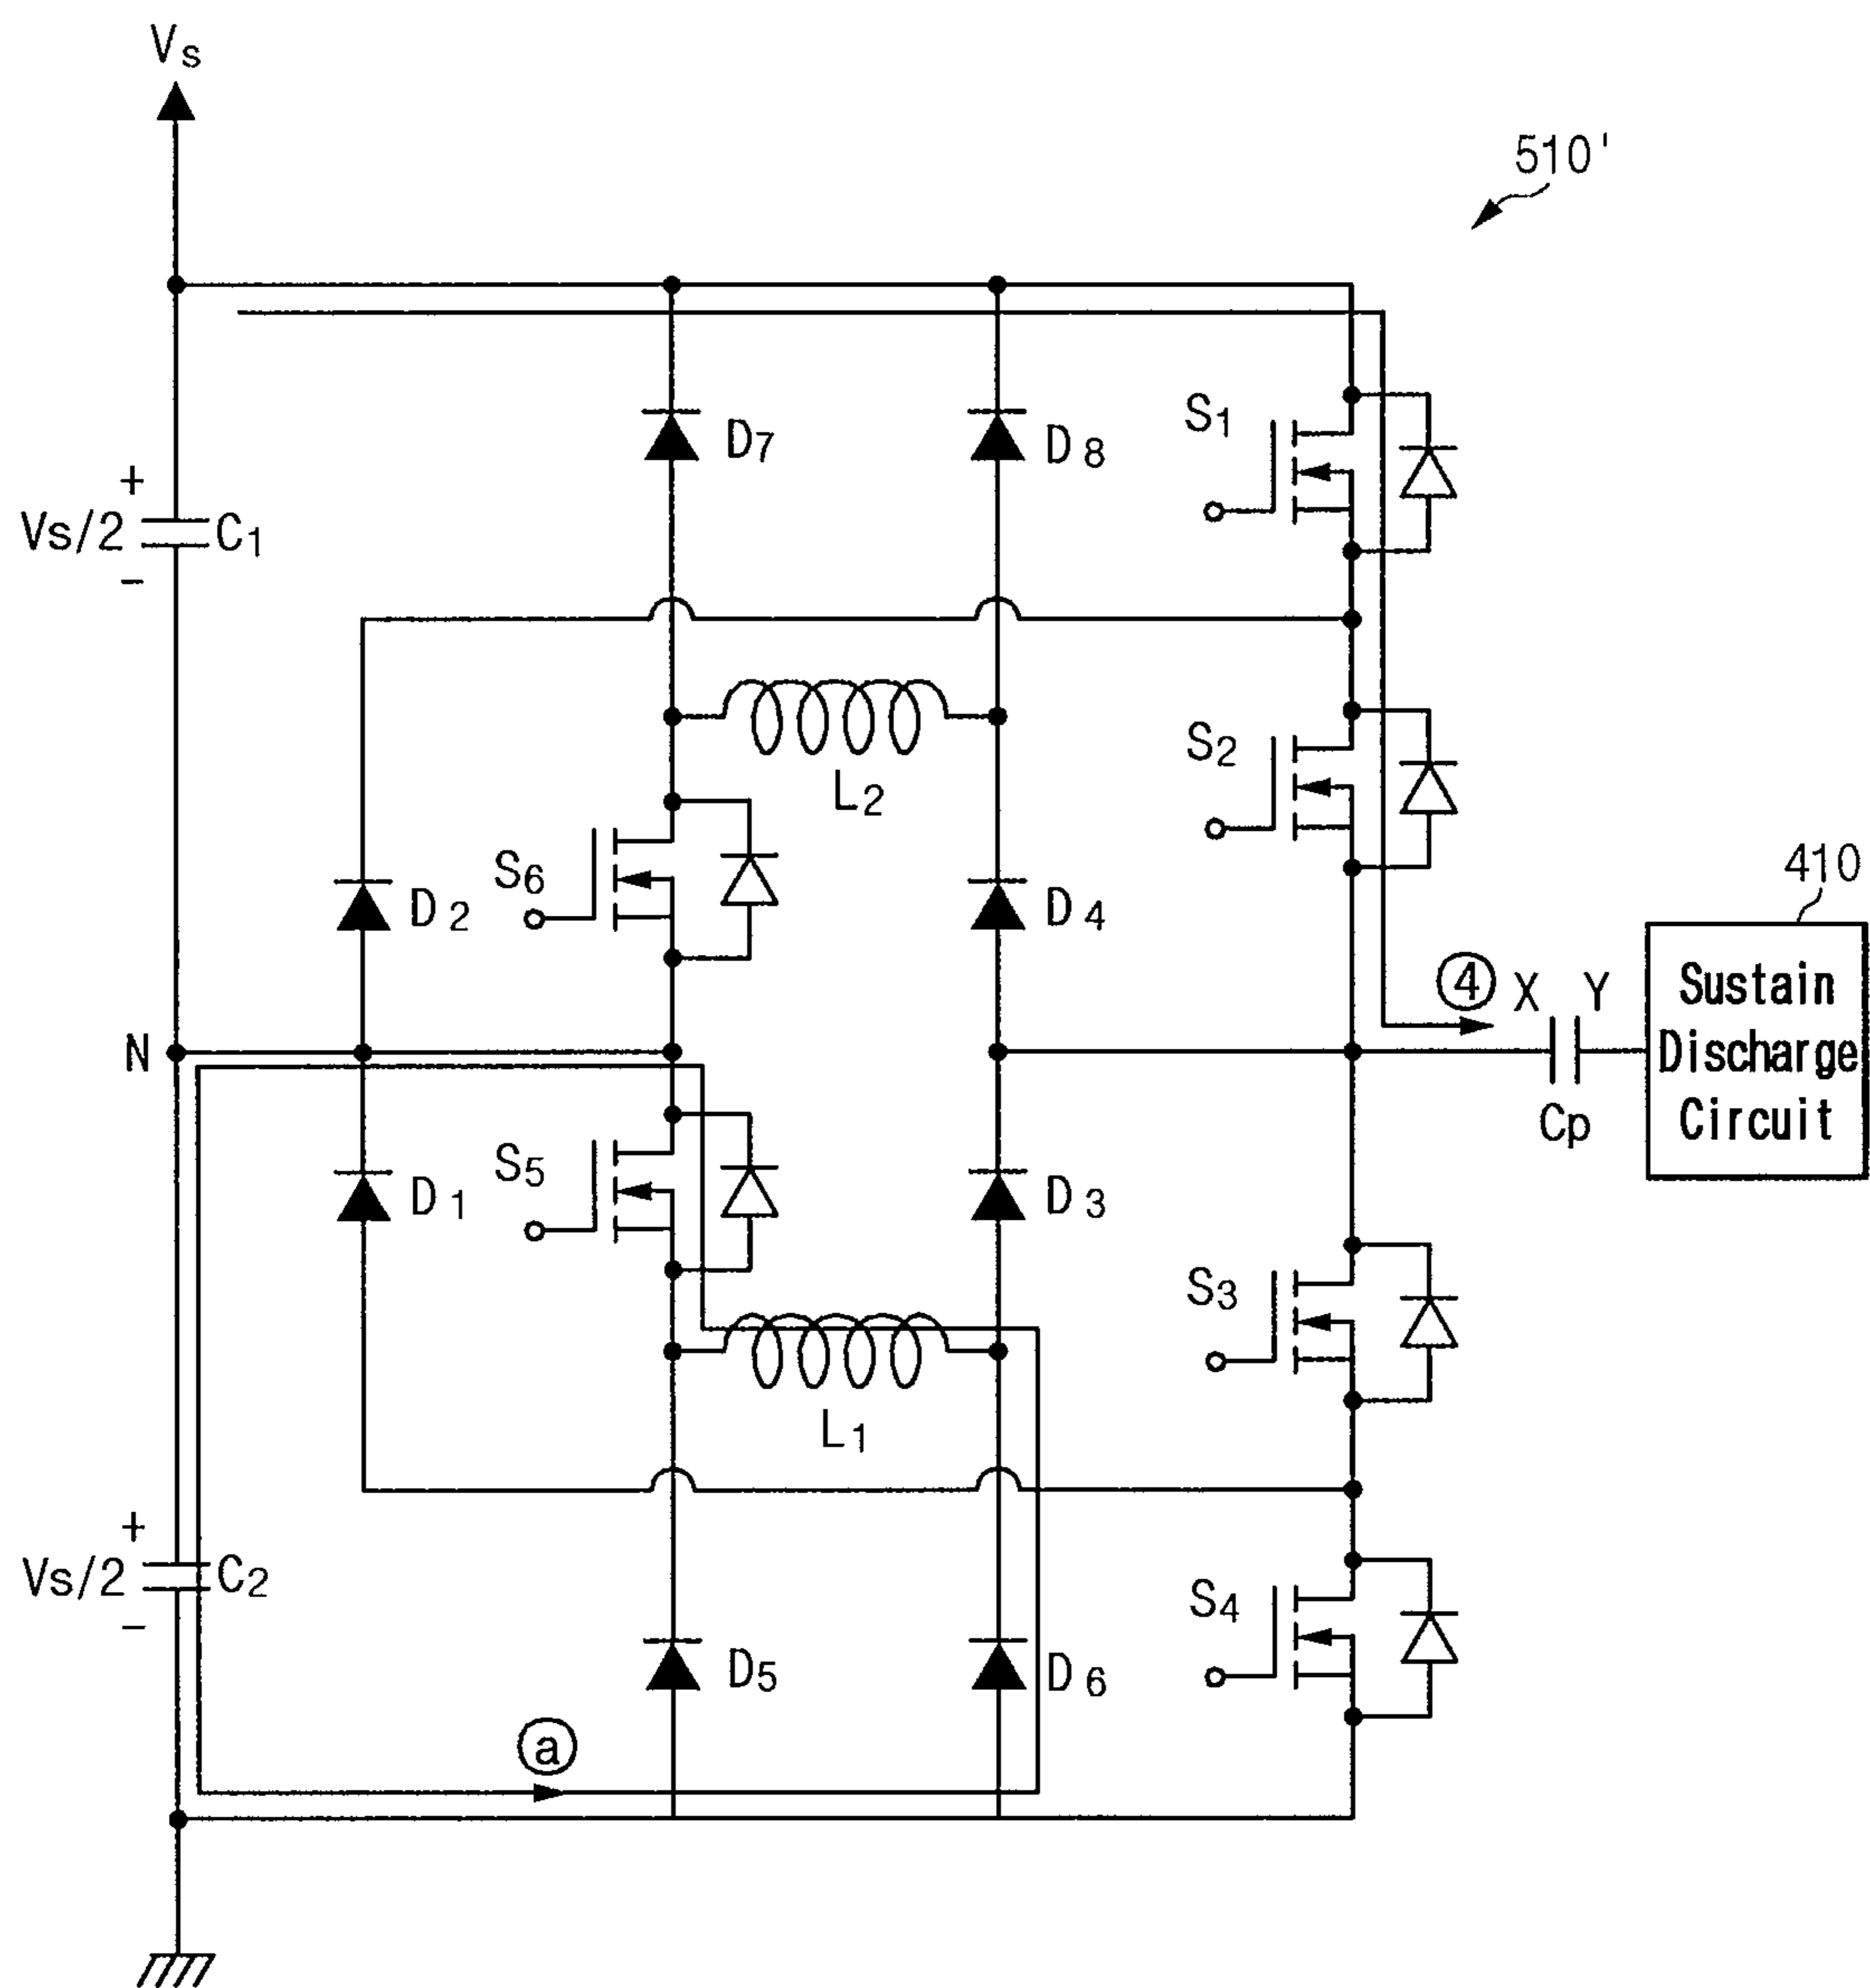 Vs
510'
S1
D7
D8
+
Vs/2
C1
-
S2
L2
S6
D2
D4
410
④
X
Y
Sustain
Discharge
Circuit
N
Cp
S5
D1
D3
S3
L1
+
Vs/2
C2
-
S4
D5
D6
ⓐ